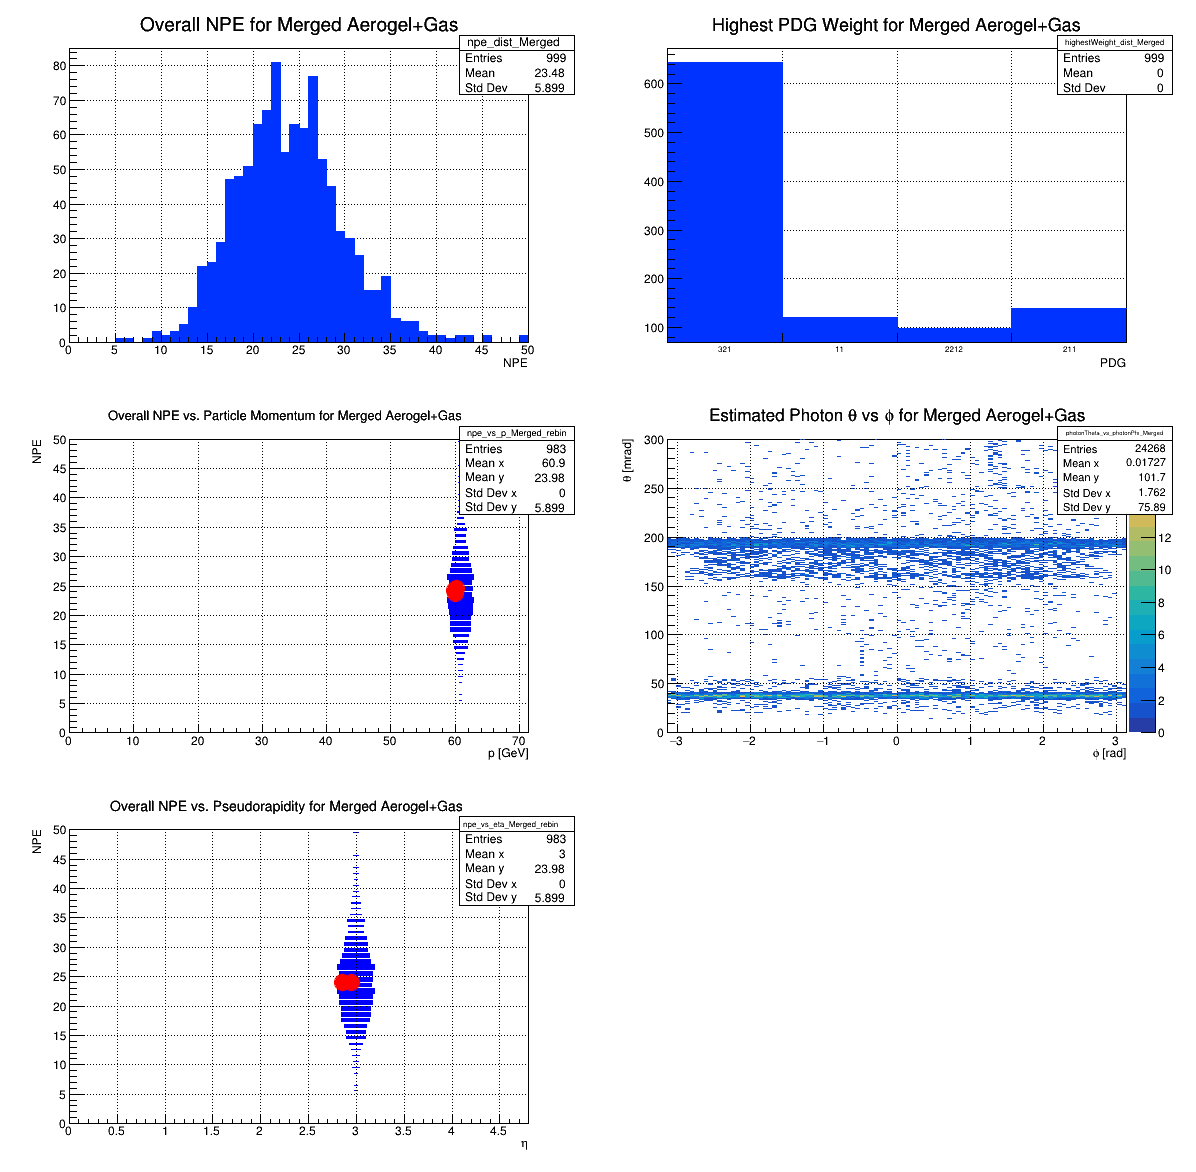 Overall NPE for Merged Aerogel+Gas
npe_dist_Merged
Entries 999
Mean 23.48
Std Dev 5.899
80
70
60
50
40
30
20
10
0
0 5 10 15 20 25 30 35 40 45 50
NPE
Highest PDG Weight for Merged Aerogel+Gas
highestWeight_dist_Merged
Entries 999
Mean 0
Std Dev 0
600
500
400
300
200
100
321 11 2212 211
PDG
Overall NPE vs. Particle Momentum for Merged Aerogel+Gas
npe_vs_p_Merged_rebin
Entries 983
Mean x 60.9
Mean y 23.98
Std Dev x 0
Std Dev y 5.899
NPE
50
45
40
35
30
25
20
15
10
5
0
0 10 20 30 40 50 60 70
p [GeV]
Estimated Photon θ vs ϕ for Merged Aerogel+Gas
photonTheta_vs_photonPhi_Merged
Entries 24268
Mean x 0.01727
Mean y 101.7
Std Dev x 1.762
Std Dev y 75.89
θ [mrad]
300
250
200
150
100
50
0
−3 −2 −1 0 1 2 3
ϕ [rad]
12
10
8
6
4
2
0
Overall NPE vs. Pseudorapidity for Merged Aerogel+Gas
npe_vs_eta_Merged_rebin
Entries 983
Mean x 3
Mean y 23.98
Std Dev x 0
Std Dev y 5.899
NPE
50
45
40
35
30
25
20
15
10
5
0
0 0.5 1 1.5 2 2.5 3 3.5 4 4.5
η